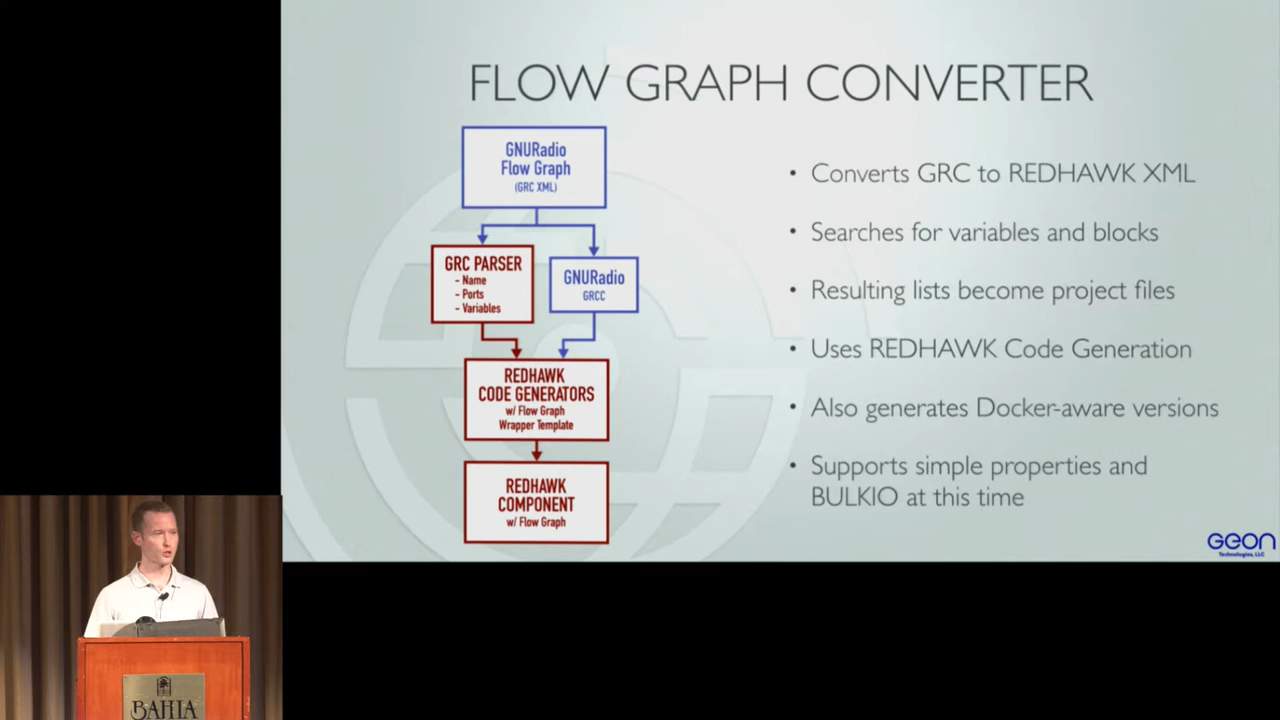 FLOW GRAPH CONVERTER
GNURadio
Flow Graph
(GRC XML)
GRC PARSER
- Name
- Ports
- Variables
GNURadio
GRCC
REDHAWK
CODE GENERATORS
w/ Flow Graph
Wrapper Template
REDHAWK
COMPONENT
w/ Flow Graph
• Converts GRC to REDHAWK XML
• Searches for variables and blocks
• Resulting lists become project files
• Uses REDHAWK Code Generation
• Also generates Docker-aware versions
• Supports simple properties and
BULKIO at this time
GEON
Technologies, LLC
BAHIA